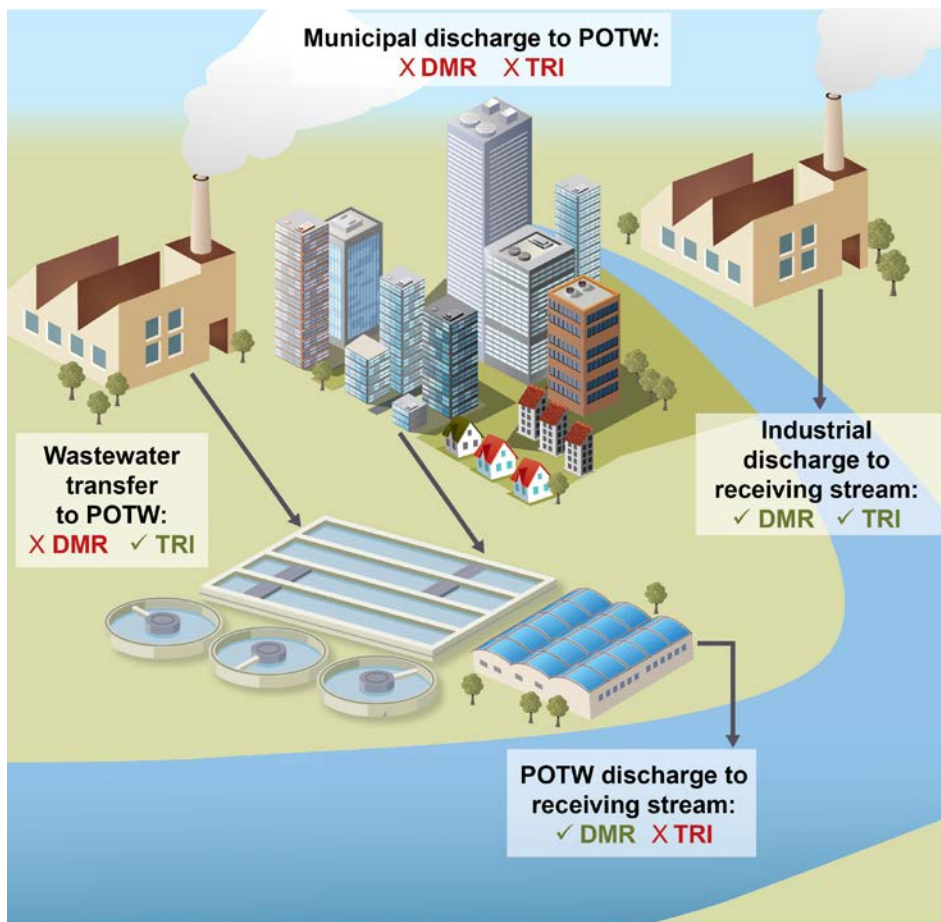 Municipal discharge to POTW:
X DMR X TRI
Wastewater
transfer
to POTW:
X DMR ✓ TRI
Industrial
discharge to
receiving stream:
✓ DMR ✓ TRI
POTW discharge to
receiving stream:
✓ DMR X TRI